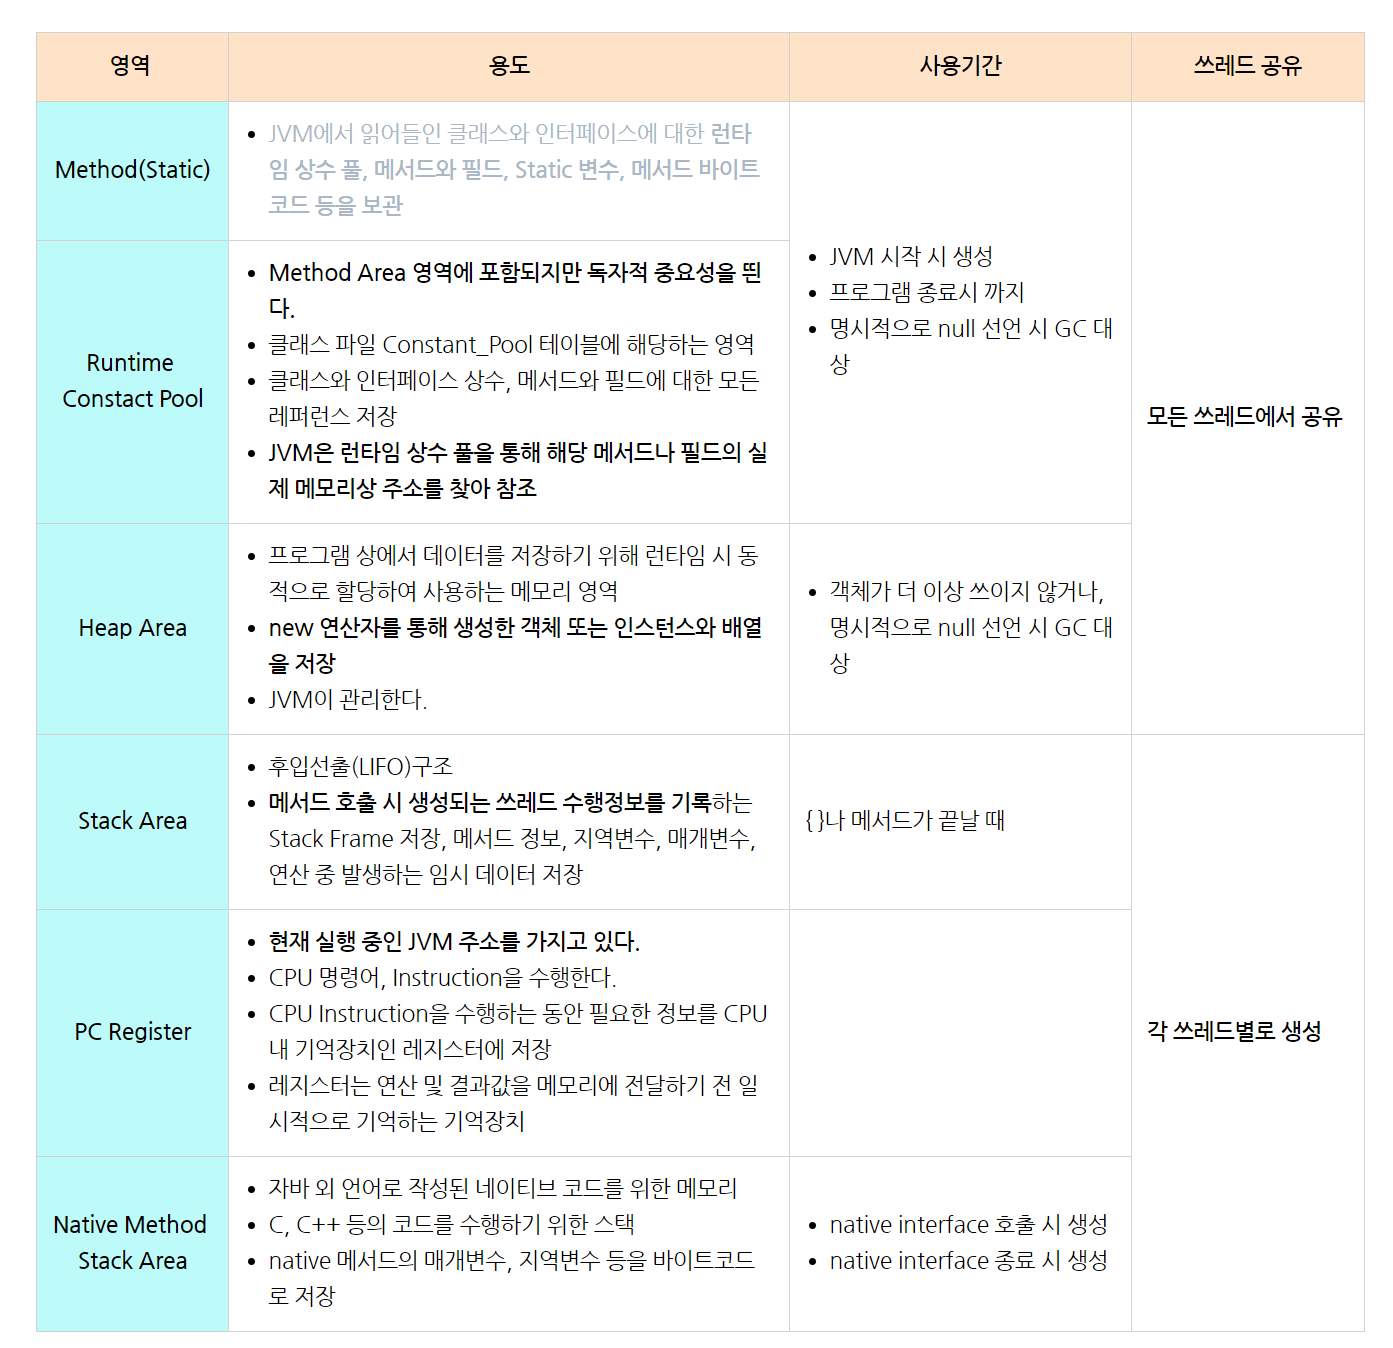 영역
용도
사용기간
쓰레드 공유
Method(Static)
• JVM에서 읽어들인 클래스와 인터페이스에 대한 런타
임 상수 풀, 메서드와 필드, Static 변수, 메서드 바이트
코드 등을 보관
Runtime
Constact Pool
• Method Area 영역에 포함되지만 독자적 중요성을 띈
다.
• 클래스 파일 Constant_Pool 테이블에 해당하는 영역
• 클래스와 인터페이스 상수, 메서드와 필드에 대한 모든
레퍼런스 저장
• JVM은 런타임 상수 풀을 통해 해당 메서드나 필드의 실
제 메모리상 주소를 찾아 참조
• JVM 시작 시 생성
• 프로그램 종료시 까지
• 명시적으로 null 선언 시 GC 대
상
모든 쓰레드에서 공유
Heap Area
• 프로그램 상에서 데이터를 저장하기 위해 런타임 시 동
적으로 할당하여 사용하는 메모리 영역
• new 연산자를 통해 생성한 객체 또는 인스턴스와 배열
을 저장
• JVM이 관리한다.
• 객체가 더 이상 쓰이지 않거나,
명시적으로 null 선언 시 GC 대
상
Stack Area
• 후입선출(LIFO)구조
• 메서드 호출 시 생성되는 쓰레드 수행정보를 기록하는
Stack Frame 저장, 메서드 정보, 지역변수, 매개변수,
연산 중 발생하는 임시 데이터 저장
{ }나 메서드가 끝날 때
PC Register
• 현재 실행 중인 JVM 주소를 가지고 있다.
• CPU 명령어, Instruction을 수행한다.
• CPU Instruction을 수행하는 동안 필요한 정보를 CPU
내 기억장치인 레지스터에 저장
• 레지스터는 연산 및 결과값을 메모리에 전달하기 전 일
시적으로 기억하는 기억장치
각 쓰레드별로 생성
Native Method
Stack Area
• 자바 외 언어로 작성된 네이티브 코드를 위한 메모리
• C, C++ 등의 코드를 수행하기 위한 스택
• native 메서드의 매개변수, 지역변수 등을 바이트코드
로 저장
• native interface 호출 시 생성
• native interface 종료 시 생성